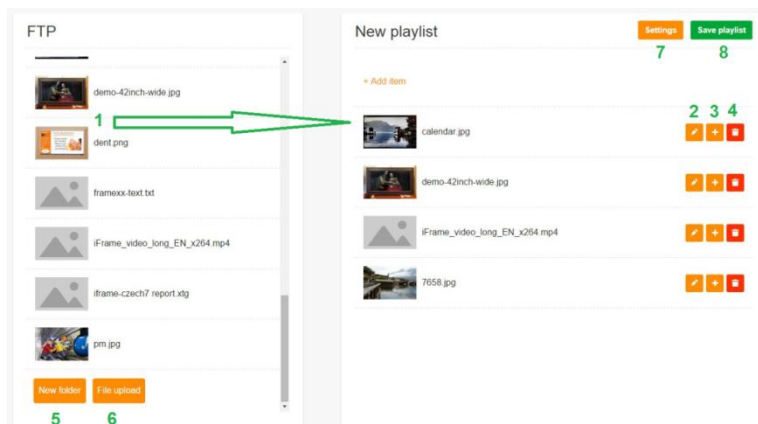 FTP
demo-42inch-wide.jpg
1
dent.png
framexx-text.txt
iFrame_video_long_EN_x264.mp4
iframe-czech7 report.xtg
pm.jpg
New folder File upload
5 6
New playlist
Settings Save playlist
7 8
+ Add item
2 3 4
calendar.jpg
demo-42inch-wide.jpg
iFrame_video_long_EN_x264.mp4
7658.jpg